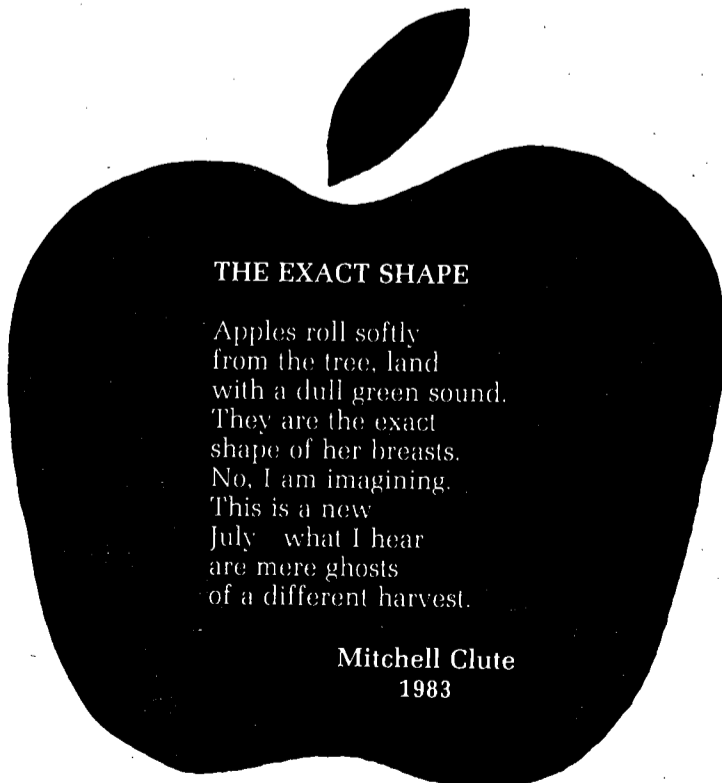 THE EXACT SHAPE
Apples roll softly
from the tree, land
with a dull green sound.
They are the exact
shape of her breasts.
No, I am imagining.
This is a new
July   what I hear
are mere ghosts
of a different harvest.
Mitchell Clute
1983